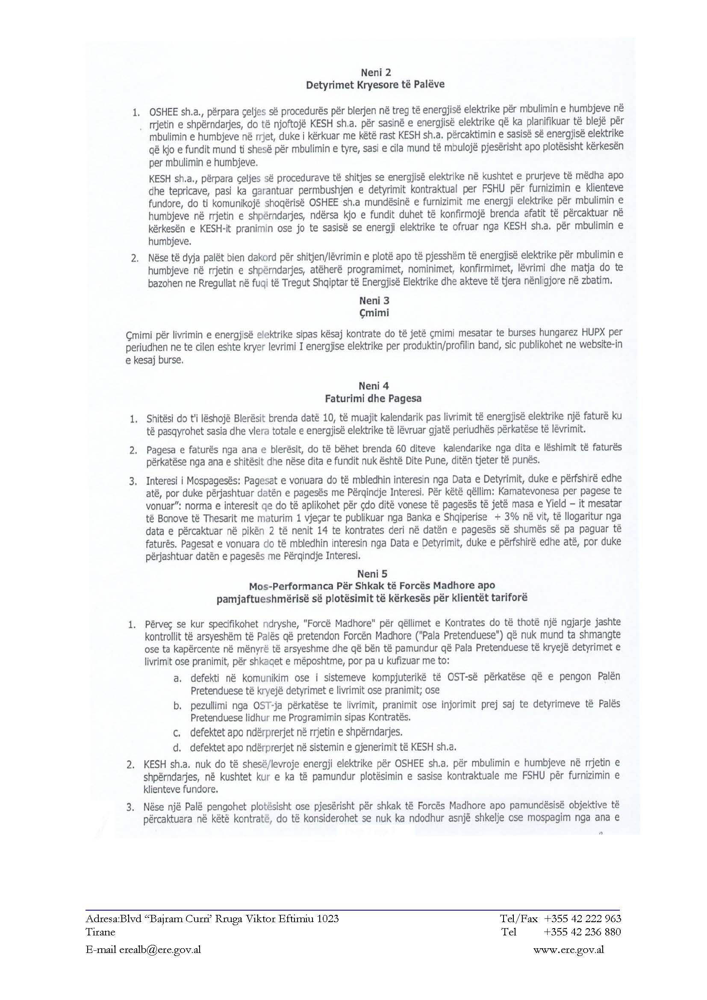 Neni 2
Detyrimet Kryesore të Palëve
1. OSHEE sh.a., përpara çeljes së procedurës për blerjen në treg të energjisë elektrike për mbulimin e humbjeve në
rrjetin e shpërndarjes, do të njoftojë KESH sh.a. për sasinë e energjisë elektrike që ka planifikuar të blejë për
mbulimin e humbjeve në rrjet, duke i kërkuar me këtë rast KESH sh.a. përcaktimin e sasisë së energjisë elektrike
që kjo e fundit mund ti shesë për mbulimin e tyre, sasi e cila mund të mbulojë pjesërisht apo plotësisht kërkesën
per mbulimin e humbjeve.
KESH sh.a., përpara çeljes së procedurave të shitjes se energjisë elektrike në kushtet e prurjeve të mëdha apo
dhe tepricave, pasi ka garantuar permbushjen e detyrimit kontraktual per FSHU për furnizimin e klienteve
fundore, do ti komunikojë shoqërisë OSHEE sh.a mundësinë e furnizimit me energji elektrike për mbulimin e
humbjeve në rrjetin e shpërndarjes, ndërsa kjo e fundit duhet të konfirmojë brenda afatit të përcaktuar në
kërkesën e KESH-it pranimin ose jo te sasisë se energji elektrike te ofruar nga KESH sh.a. për mbulimin e
humbjeve.
2. Nëse të dyja palët bien dakord për shitjen/lëvrimin e plotë apo të pjesshëm të energjisë elektrike për mbulimin e
humbjeve në rrjetin e shpërndarjes, atëherë programimet, nominimet, konfirmimet, lëvrimi dhe matja do te
bazohen ne Rregullat në fuqi të Tregut Shqiptar të Energjisë Elektrike dhe akteve të tjera nënligjore në zbatim.
Neni 3
Çmimi
Çmimi për livrimin e energjisë elektrike sipas kësaj kontrate do të jetë çmimi mesatar te burses hungarez HUPX per
periudhen ne te cilen eshte kryer levrimi I energjise elektrike per produktin/profilin band, sic publikohet ne website-in
e kesaj burse.
Neni 4
Faturimi dhe Pagesa
1. Shitësi do t'i lëshojë Blerësit brenda datë 10, të muajit kalendarik pas livrimit të energjisë elektrike një faturë ku
të pasqyrohet sasia dhe vlera totale e energjisë elektrike të lëvruar gjatë periudhës përkatëse të lëvrimit.
2. Pagesa e faturës nga ana e blerësit, do të bëhet brenda 60 diteve kalendarike nga dita e lëshimit të faturës
përkatëse nga ana e shitësit dhe nëse dita e fundit nuk është Dite Pune, ditën tjeter të punës.
3. Interesi i Mospagesës: Pagesat e vonuara do të mbledhin interesin nga Data e Detyrimit, duke e përfshirë edhe
atë, por duke përjashtuar datën e pagesës me Përqindje Interesi. Për këtë qëllim: Kamatevonesa per pagese te
vonuar": norma e interesit qe do të aplikohet për çdo ditë vonese të pagesës të jetë masa e Yield – it mesatar
të Bonove të Thesarit me maturim 1 vjeçar te publikuar nga Banka e Shqiperise + 3% në vit, të llogaritur nga
data e përcaktuar në pikën 2 të nenit 14 te kontrates deri në datën e pagesës së shumës së pa paguar të
faturës. Pagesat e vonuara do të mbledhin interesin nga Data e Detyrimit, duke e përfshirë edhe atë, por duke
përjashtuar datën e pagesës me Përqindje Interesi.
Neni 5
Mos-Performanca Për Shkak të Forcës Madhore apo
pamjaftueshmërisë së plotësimit të kërkesës për klientët tariforë
1. Përveç se kur specifikohet ndryshe, "Forcë Madhore" për qëllimet e Kontrates do të thotë një ngjarje jashte
kontrollit të arsyeshëm të Palës që pretendon Forcën Madhore ("Pala Pretenduese") që nuk mund ta shmangte
ose ta kapërcente në mënyrë të arsyeshme dhe që bën të pamundur që Pala Pretenduese të kryejë detyrimet e
livrimit ose pranimit, për shkaqet e mëposhtme, por pa u kufizuar me to:
a. defekti në komunikim ose i sistemeve kompjuterikë të OST-së përkatëse që e pengon Palën
Pretenduese të kryejë detyrimet e livrimit ose pranimit; ose
b. pezullimi nga OST-ja përkatëse te livrimit, pranimit ose injorimit prej saj te detyrimeve të Palës
Pretenduese lidhur me Programimin sipas Kontratës.
c. defektet apo ndërprerjet në rrjetin e shpërndarjes.
d. defektet apo ndërprerjet në sistemin e gjenerimit të KESH sh.a.
2. KESH sh.a. nuk do të shesë/levroje energji elektrike për OSHEE sh.a. për mbulimin e humbjeve në rrjetin e
shpërndarjes, në kushtet kur e ka të pamundur plotësimin e sasise kontraktuale me FSHU për furnizimin e
klienteve fundore.
3. Nëse një Palë pengohet plotësisht ose pjesërisht për shkak të Forcës Madhore apo pamundësisë objektive të
përcaktuara në këtë kontratë, do të konsiderohet se nuk ka ndodhur asnjë shkelje ose mospagim nga ana e
Adresa:Blvd “Bajram Curri’ Rruga Viktor Eftimiu 1023 Tel/Fax +355 42 222 963
Tirane Tel +355 42 236 880
E-mail erealb@ere.gov.al www.ere.gov.al